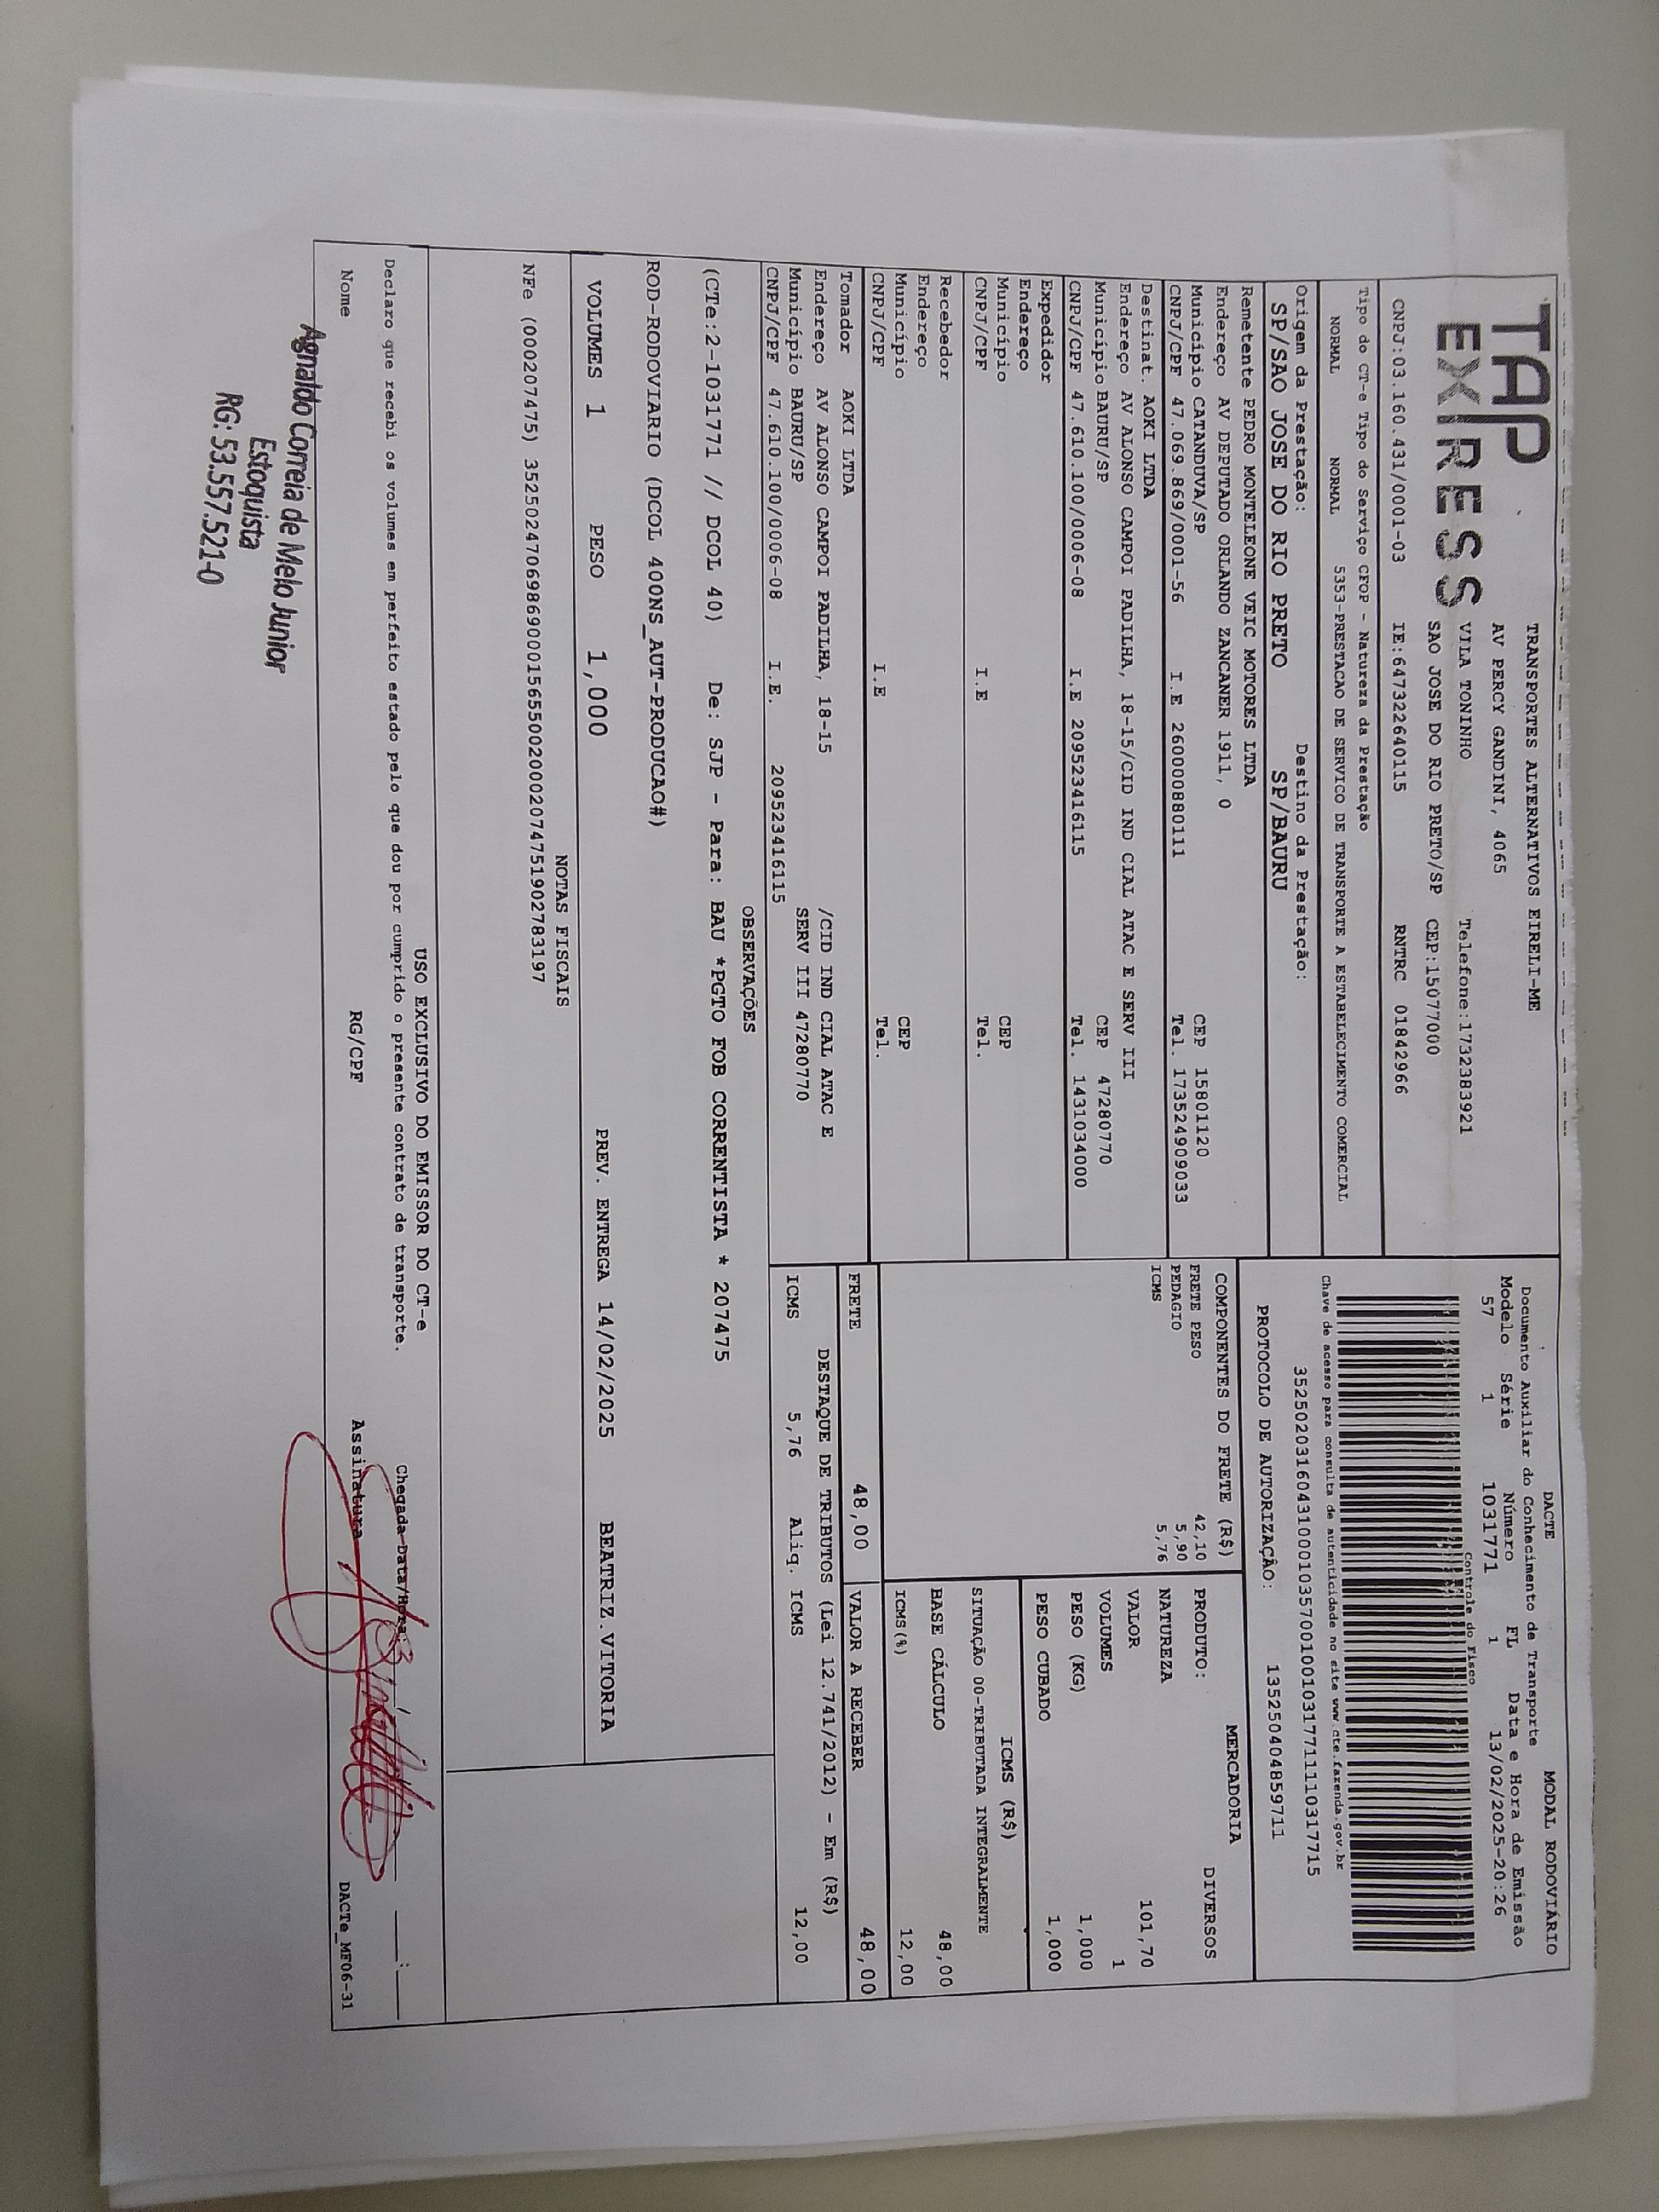 TAP
EXPRESS
TRANSPORTES ALTERNATIVOS EIRELI-ME
AV PERCY GANDINI, 4065
VILA TONINHO Telefone:1732383921
SAO JOSE DO RIO PRETO/SP CEP:15077000
CNPJ:03.160.431/0001-03 IE:647322640115 RNTRC 01842966
DACTE MODAL RODOVIÁRIO
Documento Auxiliar do Conhecimento de Transporte
Modelo Série Número FL Data e Hora de Emissão
57 1 1031771 1 13/02/2025-20:26
Controle do Fisco
Chave de acesso para consulta de autenticidade no site www.cte.fazenda.gov.br
35250203160431000103570010010317711110317715
PROTOCOLO DE AUTORIZAÇÃO: 135250404859711
Tipo do CT-e Tipo do Serviço CFOP - Natureza da Prestação
NORMAL NORMAL 5353-PRESTACAO DE SERVICO DE TRANSPORTE A ESTABELECIMENTO COMERCIAL
Origem da Prestação: Destino da Prestação:
SP/SAO JOSE DO RIO PRETO SP/BAURU
Remetente PEDRO MONTELEONE VEIC MOTORES LTDA
Endereço AV DEPUTADO ORLANDO ZANCANER 1911, 0
Município CATANDUVA/SP CEP 15801120
CNPJ/CPF 47.069.869/0001-56 I.E 260000880111 Tel. 173524909033
Destinat. AOKI LTDA
Endereço AV ALONSO CAMPOI PADILHA, 18-15/CID IND CIAL ATAC E SERV III
Município BAURU/SP CEP 47280770
CNPJ/CPF 47.610.100/0006-08 I.E 209523416115 Tel. 1431034000
Expedidor
Endereço
Município CEP
CNPJ/CPF I.E Tel.
Recebedor
Endereço
Município CEP
CNPJ/CPF I.E Tel.
Tomador AOKI LTDA
Endereço AV ALONSO CAMPOI PADILHA, 18-15 /CID IND CIAL ATAC E
Município BAURU/SP SERV III 47280770
CNPJ/CPF 47.610.100/0006-08 I.E. 209523416115
COMPONENTES DO FRETE (R$)
FRETE PESO 42,10
PEDAGIO 5,90
ICMS 5,76
MERCADORIA
PRODUTO: DIVERSOS
NATUREZA
VALOR 101,70
VOLUMES 1
PESO (KG) 1,000
PESO CUBADO 1,000
ICMS (R$)
SITUAÇÃO 00-TRIBUTADA INTEGRALMENTE
BASE CÁLCULO 48,00
ICMS(%) 12,00
FRETE 48,00 VALOR A RECEBER 48,00
DESTAQUE DE TRIBUTOS (Lei 12.741/2012) - Em (R$)
ICMS 5,76 Aliq. ICMS 12,00
OBSERVAÇÕES
(CTe:2-1031771 // DCOL 40) De: SJP - Para: BAU *PGTO FOB CORRENTISTA * 207475
ROD-RODOVIARIO (DCOL 400NS_AUT-PRODUCAO#)
VOLUMES 1 PESO 1,000 PREV. ENTREGA 14/02/2025 BEATRIZ.VITORIA
NOTAS FISCAIS
NFe (000207475) 35250247069869000156550020002074751902783197
USO EXCLUSIVO DO EMISSOR DO CT-e
Declaro que recebi os volumes em perfeito estado pelo que dou por cumprido o presente contrato de transporte. Chegada-Data/Hora: / :
Nome RG/CPF Assinatura DACTe_MF06-31
Agnaldo Correia de Melo Junior
Estoquista
RG: 53.557.521-0